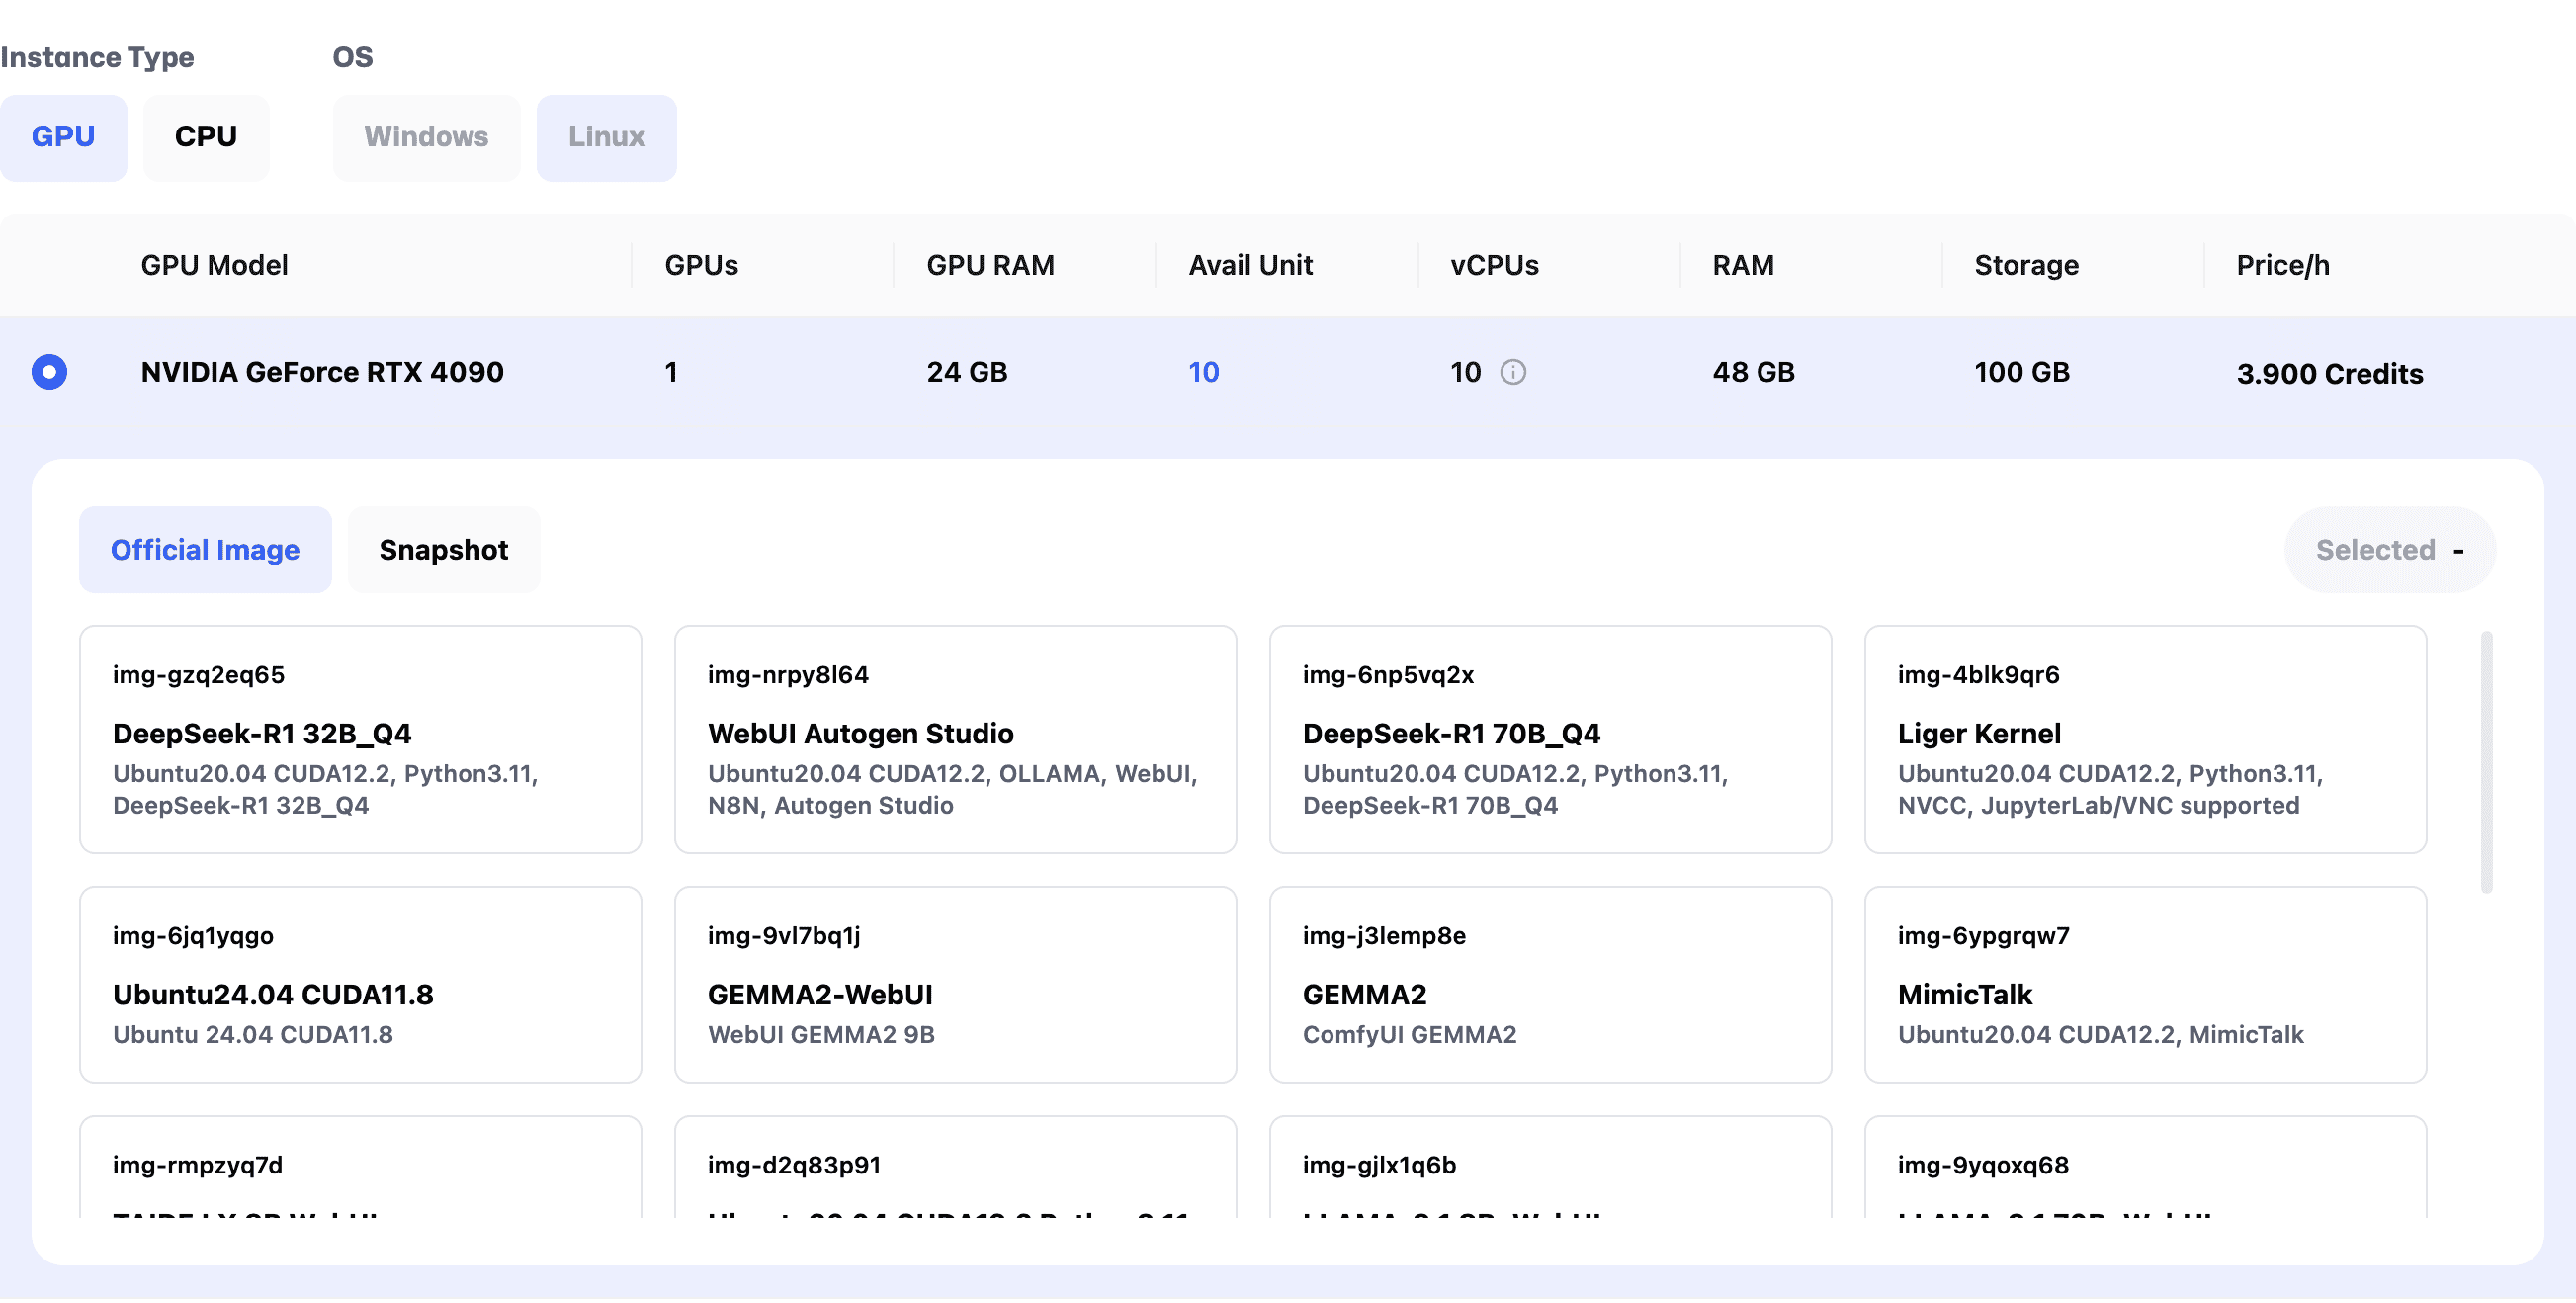 Instance Type OS
GPU CPU Windows Linux
GPU Model GPUs GPU RAM Avail Unit vCPUs RAM Storage Price/h
NVIDIA GeForce RTX 4090 1 24 GB 10 10 48 GB 100 GB 3.900 Credits
Official Image Snapshot Selected -
img-gzq2eq65
DeepSeek-R1 32B_Q4
Ubuntu20.04 CUDA12.2, Python3.11,
DeepSeek-R1 32B_Q4
img-nrpy8l64
WebUI Autogen Studio
Ubuntu20.04 CUDA12.2, OLLAMA, WebUI,
N8N, Autogen Studio
img-6np5vq2x
DeepSeek-R1 70B_Q4
Ubuntu20.04 CUDA12.2, Python3.11,
DeepSeek-R1 70B_Q4
img-4blk9qr6
Liger Kernel
Ubuntu20.04 CUDA12.2, Python3.11,
NVCC, JupyterLab/VNC supported
img-6jq1yqgo
Ubuntu24.04 CUDA11.8
Ubuntu 24.04 CUDA11.8
img-9vl7bq1j
GEMMA2-WebUI
WebUI GEMMA2 9B
img-j3lemp8e
GEMMA2
ComfyUI GEMMA2
img-6ypgrqw7
MimicTalk
Ubuntu20.04 CUDA12.2, MimicTalk
img-rmpzyq7d
img-d2q83p91
img-gjlx1q6b
img-9yqoxq68